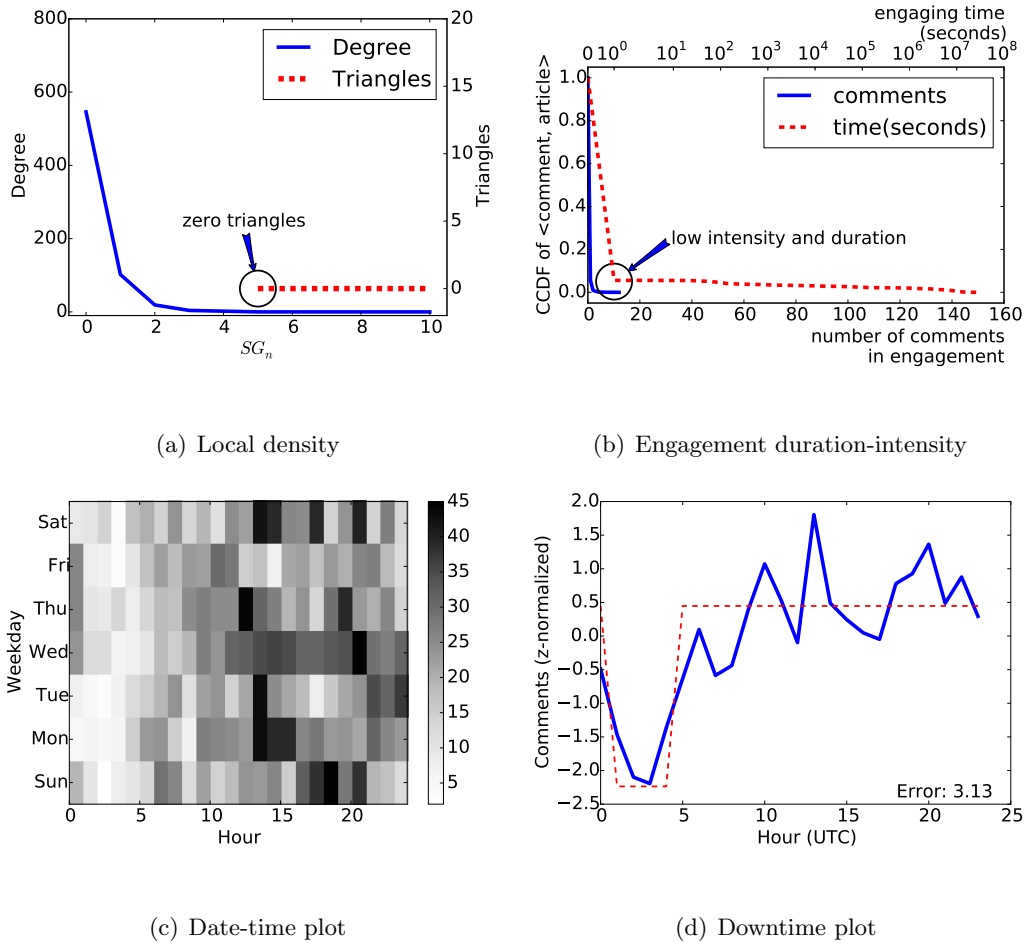 800
600
400
200
0
Degree
20
15
10
5
0
Triangles
Degree
Triangles
zero triangles
0 2 4 6 8 10
SG_n
(a) Local density
engaging time
(seconds)
0 10^0 10^1 10^2 10^3 10^4 10^5 10^6 10^7 10^8
CCDF of <comment, article>
1.0
0.8
0.6
0.4
0.2
0.0
comments
time(seconds)
low intensity and duration
0 20 40 60 80 100 120 140 160
number of comments
in engagement
(b) Engagement duration-intensity
Weekday
Sat
Fri
Thu
Wed
Tue
Mon
Sun
45
40
35
30
25
20
15
10
5
0 5 10 15 20
Hour
(c) Date-time plot
Comments (z-normalized)
2.0
1.5
1.0
0.5
0.0
−0.5
−1.0
−1.5
−2.0
−2.5
Error: 3.13
0 5 10 15 20 25
Hour (UTC)
(d) Downtime plot